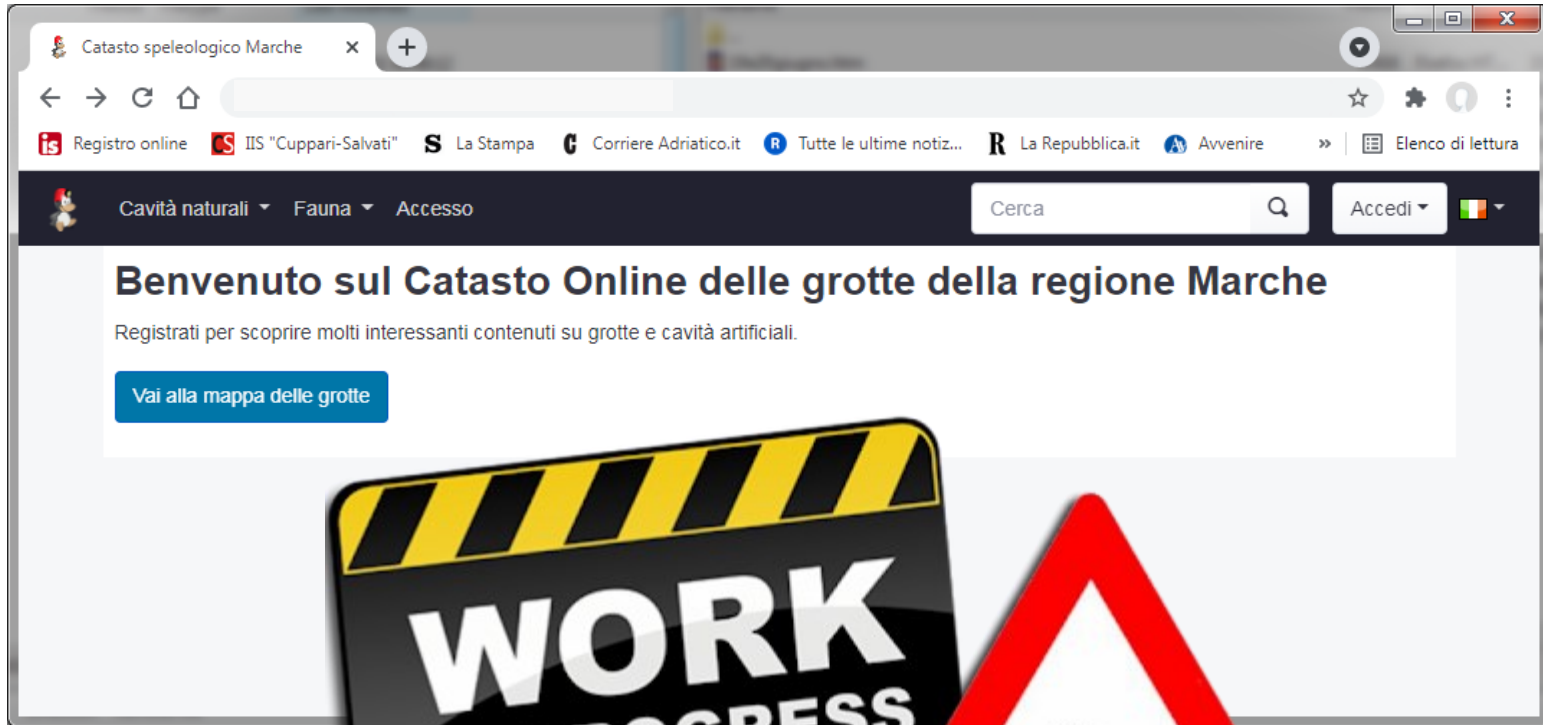 Catasto speleologico Marche
Registro online IIS "Cuppari-Salvati" La Stampa Corriere Adriatico.it Tutte le ultime notiz... La Repubblica.it Avvenire » Elenco di lettura
Cavità naturali Fauna Accesso Cerca Accedi
Benvenuto sul Catasto Online delle grotte della regione Marche
Registrati per scoprire molti interessanti contenuti su grotte e cavità artificiali.
Vai alla mappa delle grotte
WORK